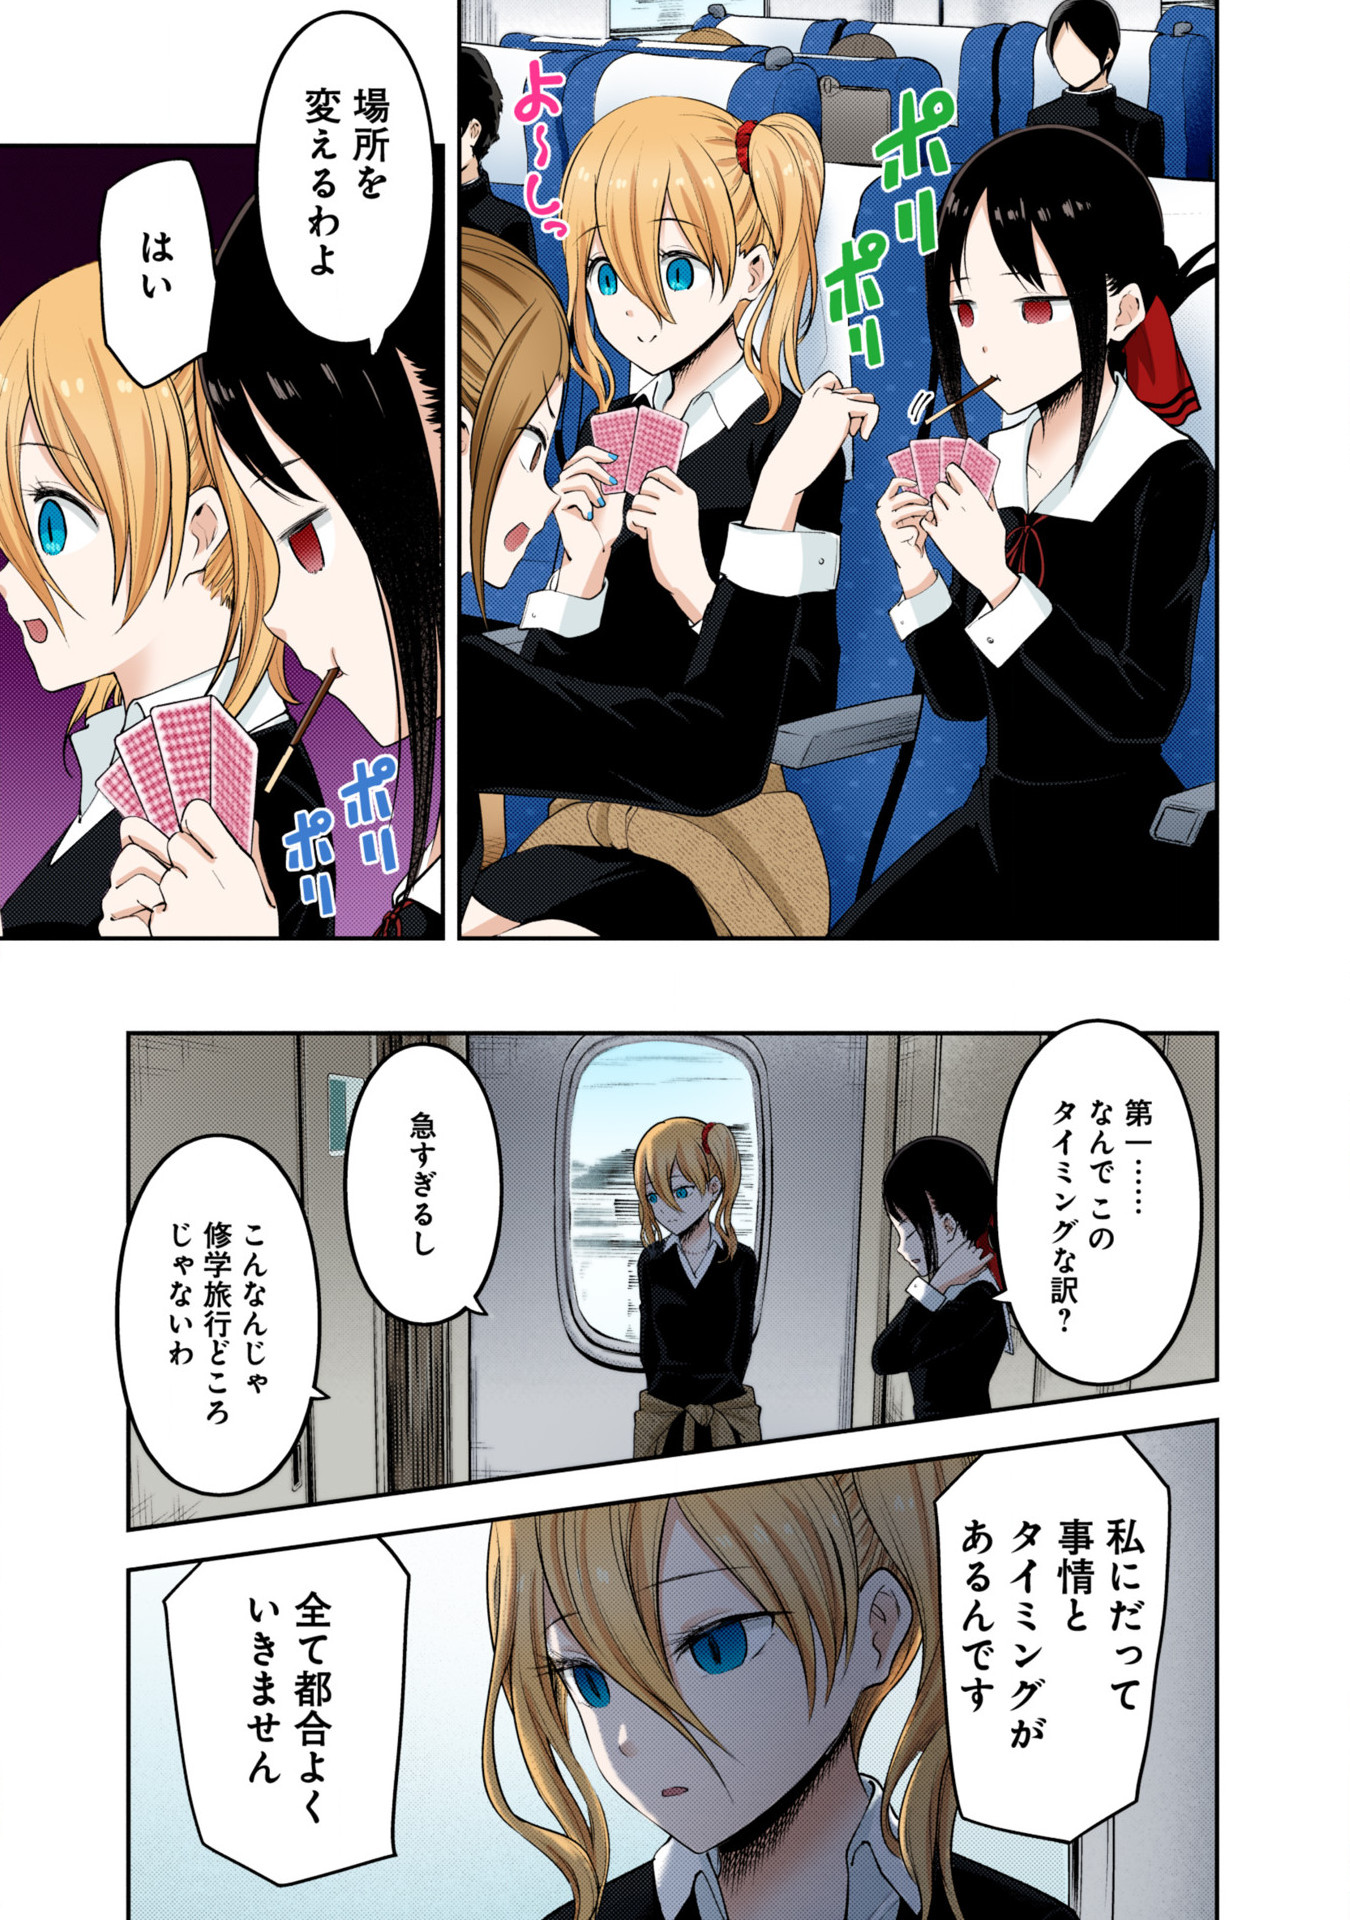 よ〜しっ
ポリ
ポリ
場所を
変えるわよ
はい
ポリ
ポリ
第一……
なんでこの
タイミングな訳?
急すぎるし
こんなんじゃ
修学旅行どころ
じゃないわ
私にだって
事情と
タイミングが
あるんです
全て都合よく
いきません